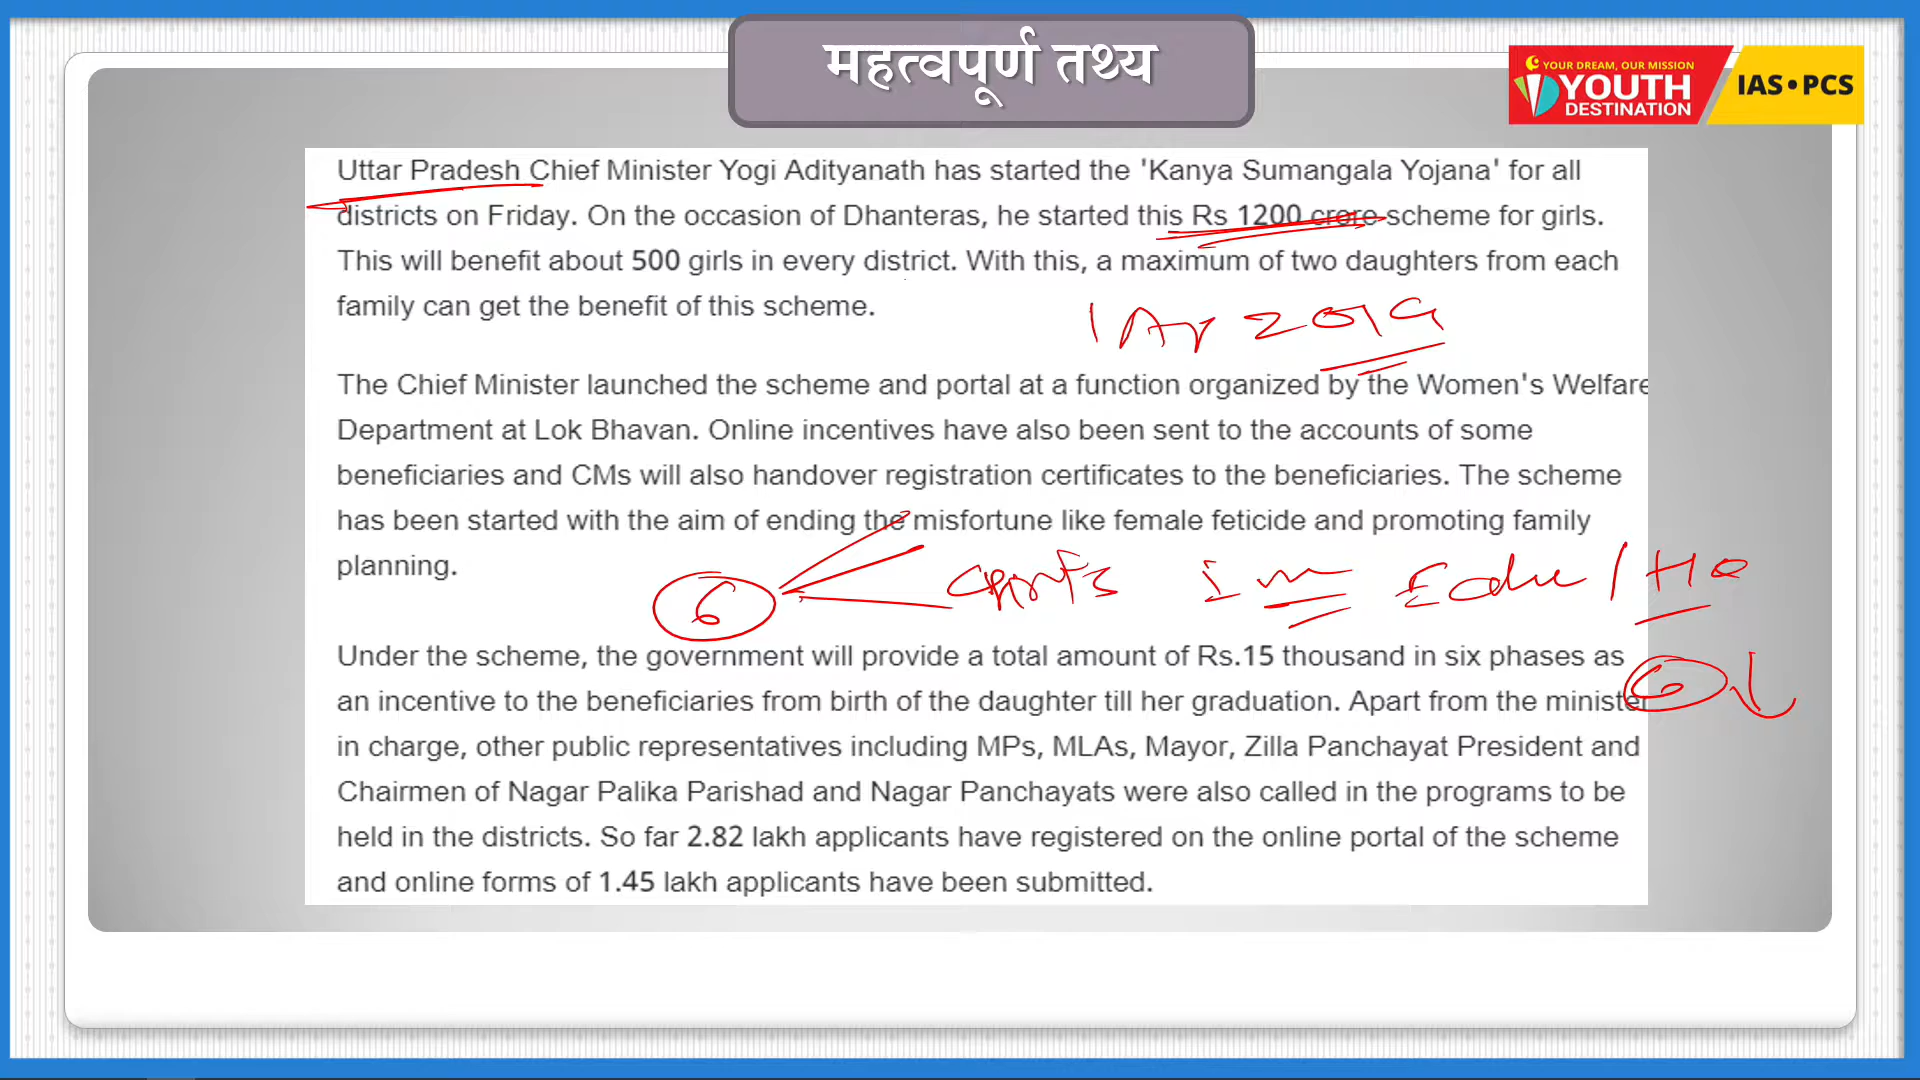 महत्वपूर्ण तथ्य
YOUR DREAM, OUR MISSION
YOUTH
DESTINATION
IAS•PCS
Uttar Pradesh Chief Minister Yogi Adityanath has started the 'Kanya Sumangala Yojana' for all
districts on Friday. On the occasion of Dhanteras, he started this Rs 1200 crore scheme for girls.
This will benefit about 500 girls in every district. With this, a maximum of two daughters from each
family can get the benefit of this scheme.
1 Ap 2019
The Chief Minister launched the scheme and portal at a function organized by the Women's Welfare
Department at Lok Bhavan. Online incentives have also been sent to the accounts of some
beneficiaries and CMs will also handover registration certificates to the beneficiaries. The scheme
has been started with the aim of ending the misfortune like female feticide and promoting family
planning.
6 Edu / He
Under the scheme, the government will provide a total amount of Rs.15 thousand in six phases as
an incentive to the beneficiaries from birth of the daughter till her graduation. Apart from the minister
in charge, other public representatives including MPs, MLAs, Mayor, Zilla Panchayat President and
Chairmen of Nagar Palika Parishad and Nagar Panchayats were also called in the programs to be
held in the districts. So far 2.82 lakh applicants have registered on the online portal of the scheme
and online forms of 1.45 lakh applicants have been submitted.